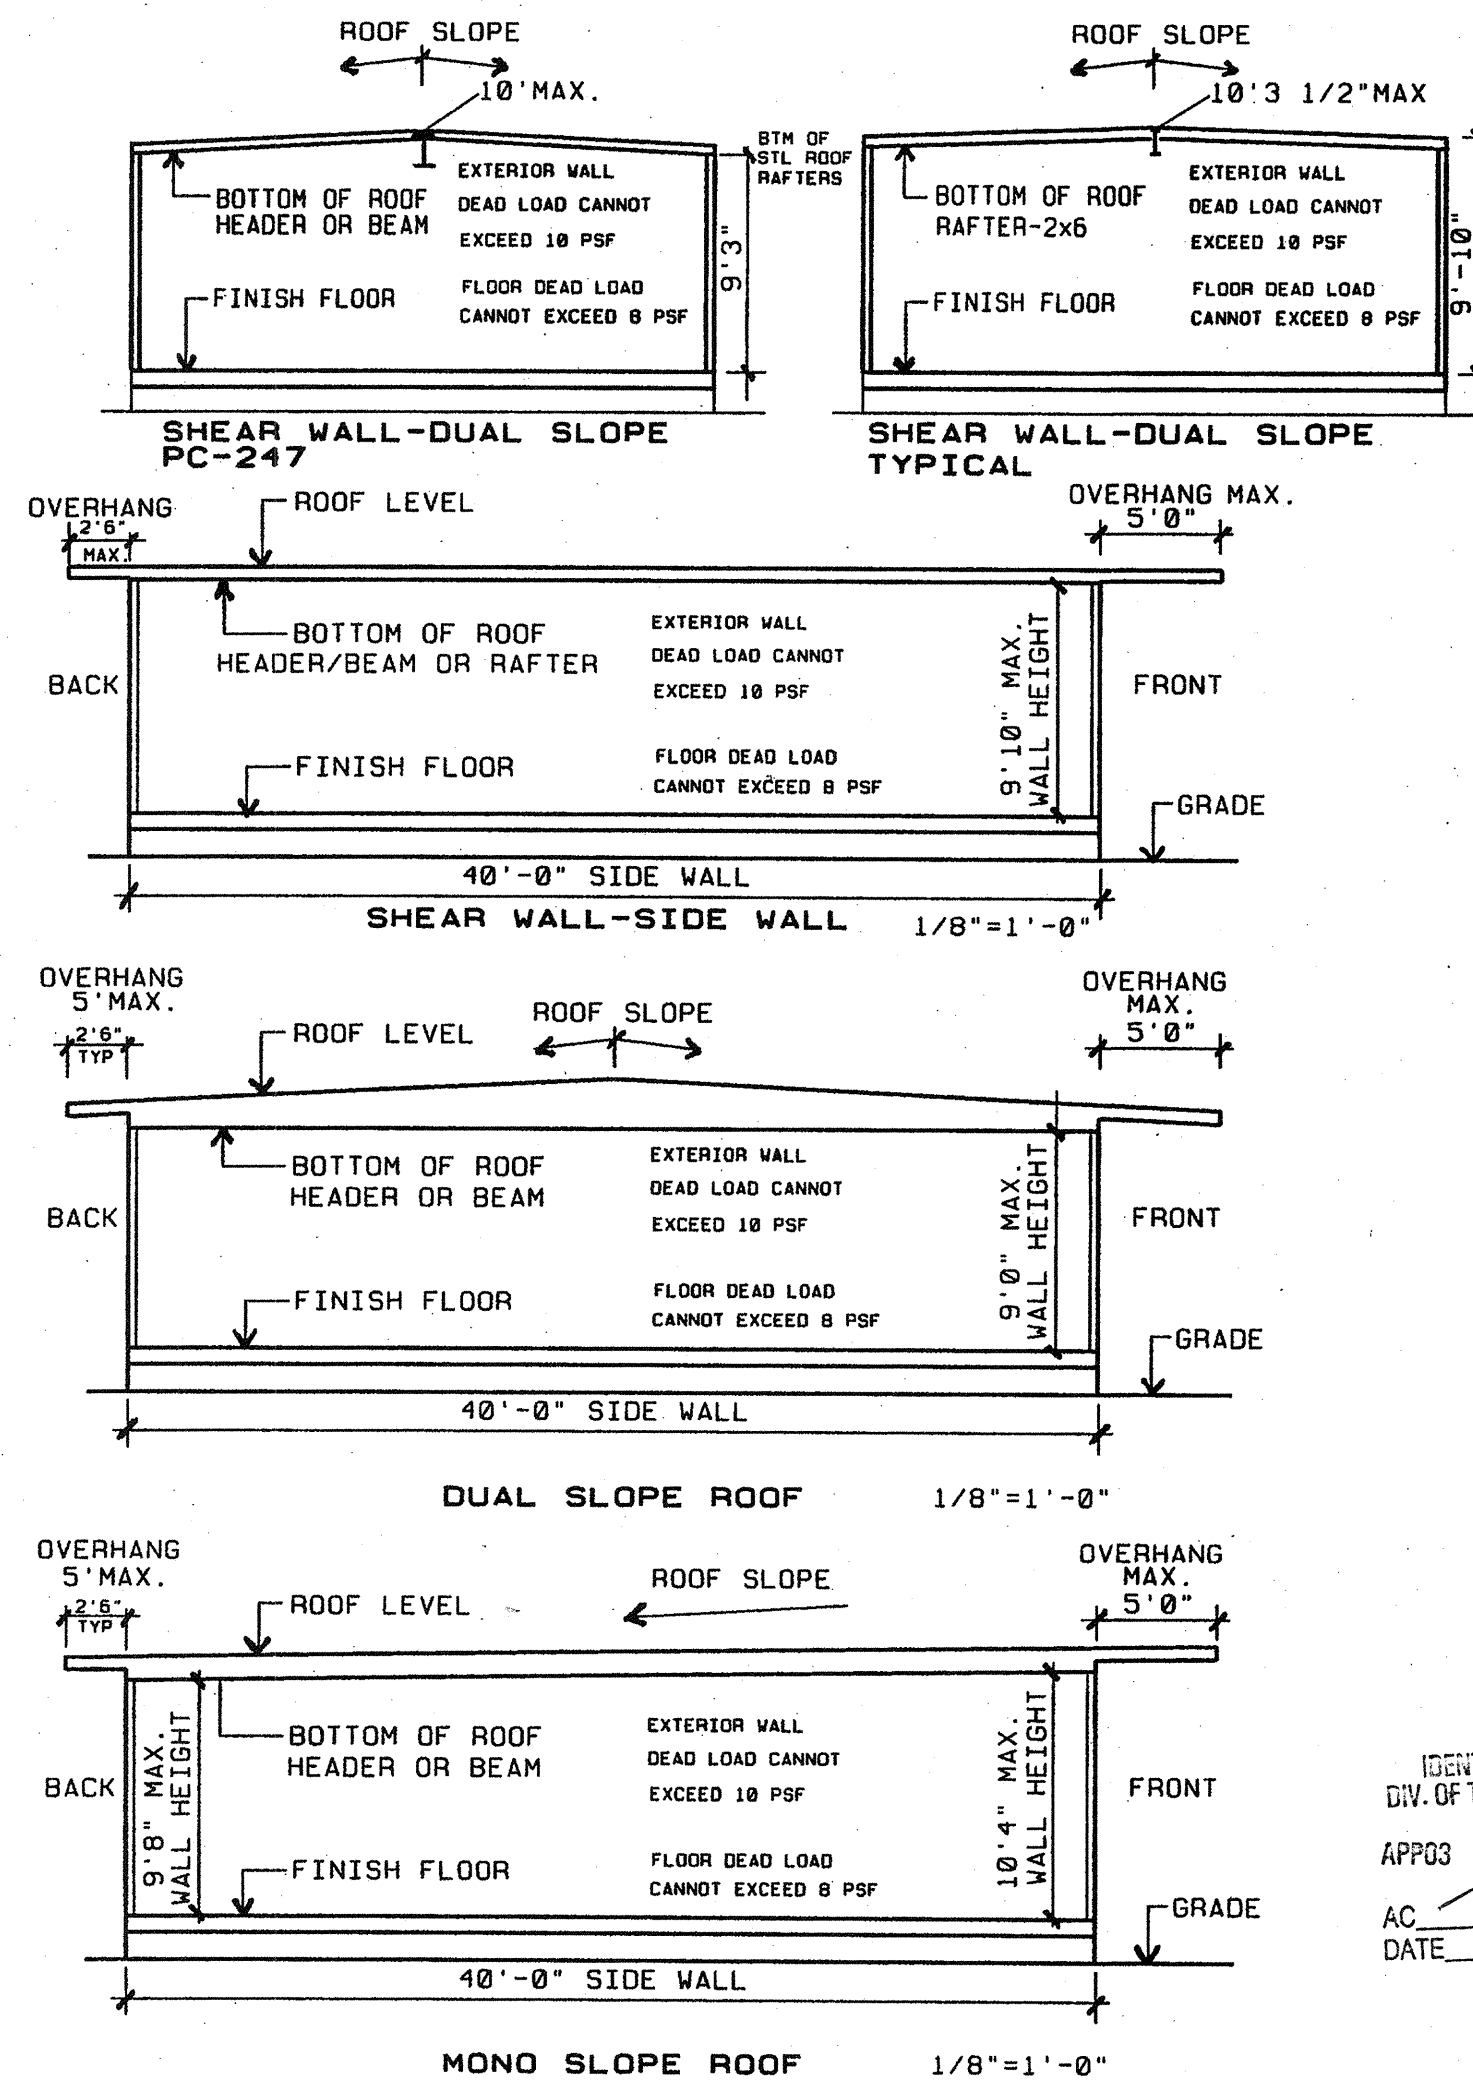 ROOF SLOPE
10'MAX.
BTM OF
STL ROOF
RAFTERS
EXTERIOR WALL
DEAD LOAD CANNOT
EXCEED 10 PSF
BOTTOM OF ROOF
HEADER OR BEAM
9'3"
FINISH FLOOR
FLOOR DEAD LOAD
CANNOT EXCEED 8 PSF
SHEAR WALL-DUAL SLOPE
PC-247
ROOF SLOPE
10'3 1/2"MAX
EXTERIOR WALL
DEAD LOAD CANNOT
EXCEED 10 PSF
BOTTOM OF ROOF
RAFTER-2x6
9'-10"
FINISH FLOOR
FLOOR DEAD LOAD
CANNOT EXCEED 8 PSF
SHEAR WALL-DUAL SLOPE
TYPICAL
OVERHANG
2'6"
MAX.
ROOF LEVEL
OVERHANG MAX.
5'0"
BOTTOM OF ROOF
HEADER/BEAM OR RAFTER
EXTERIOR WALL
DEAD LOAD CANNOT
EXCEED 10 PSF
9'10" MAX.
WALL HEIGHT
BACK
FRONT
FINISH FLOOR
FLOOR DEAD LOAD
CANNOT EXCEED 8 PSF
GRADE
40'-0" SIDE WALL
SHEAR WALL-SIDE WALL
1/8"=1'-0"
OVERHANG
5'MAX.
2'6"
TYP
ROOF LEVEL
ROOF SLOPE
OVERHANG
MAX.
5'0"
BOTTOM OF ROOF
HEADER OR BEAM
EXTERIOR WALL
DEAD LOAD CANNOT
EXCEED 10 PSF
9'0" MAX.
WALL HEIGHT
BACK
FRONT
FINISH FLOOR
FLOOR DEAD LOAD
CANNOT EXCEED 8 PSF
GRADE
40'-0" SIDE WALL
DUAL SLOPE ROOF
1/8"=1'-0"
OVERHANG
5'MAX.
2'6"
TYP
ROOF LEVEL
ROOF SLOPE
OVERHANG
MAX.
5'0"
9'8" MAX.
WALL HEIGHT
BOTTOM OF ROOF
HEADER OR BEAM
EXTERIOR WALL
DEAD LOAD CANNOT
EXCEED 10 PSF
10'4" MAX.
WALL HEIGHT
BACK
FRONT
FINISH FLOOR
FLOOR DEAD LOAD
CANNOT EXCEED 8 PSF
GRADE
40'-0" SIDE WALL
MONO SLOPE ROOF
1/8"=1'-0"
DIV. OF
APP03
AC
DATE